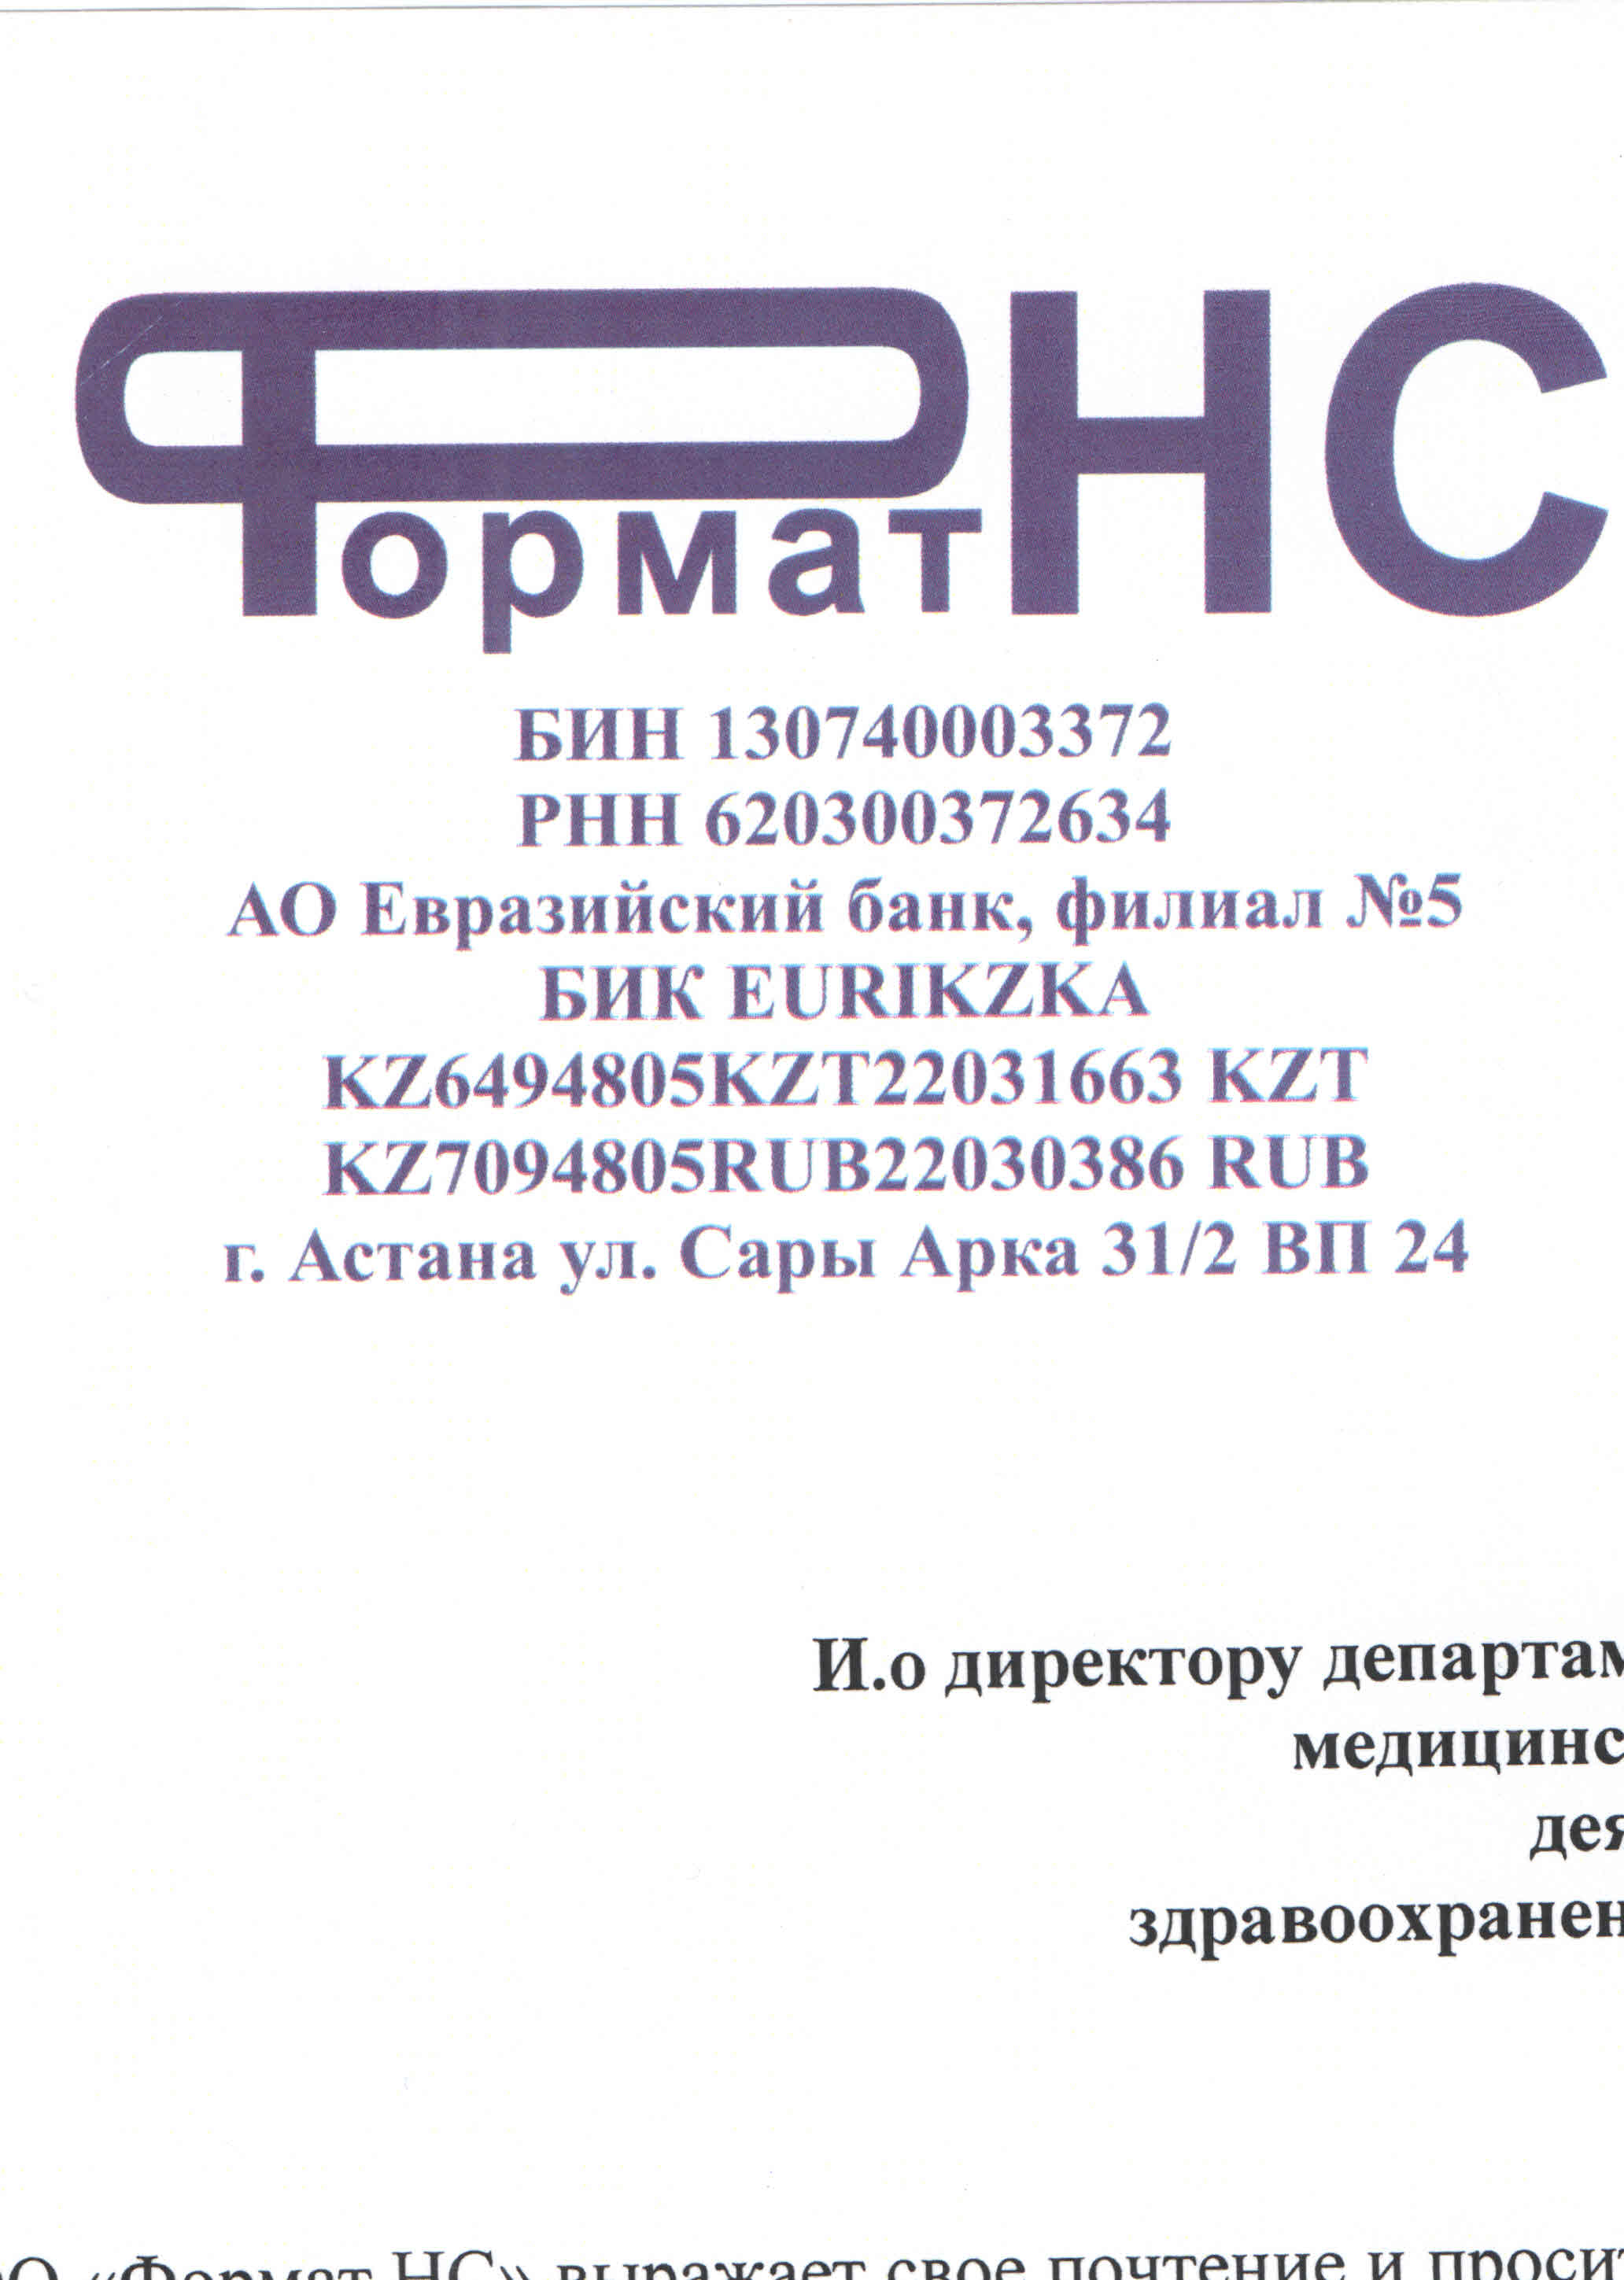 Формат НС
БИН 130740003372
РНН 620300372634
АО Евразийский банк, филиал №5
БИК EURIKZKA
KZ6494805KZT22031663 KZT
KZ7094805RUB22030386 RUB
г. Астана ул. Сары Арка 31/2 ВП 24
И.о директору департам
медицинс
дея
здравоохранен
«Формат НС» выражает свое почтение и просит